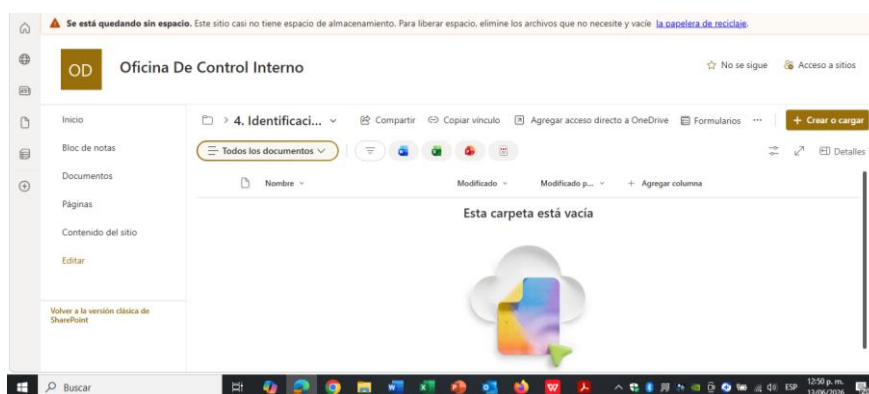 Se está quedando sin espacio. Este sitio casi no tiene espacio de almacenamiento. Para liberar espacio, elimine los archivos que no necesite y vacíe la papelera de reciclaje.
OD Oficina De Control Interno No se sigue Acceso a sitios
Inicio
Bloc de notas
Documentos
Páginas
Contenido del sitio
Editar
Volver a la versión clásica de
SharePoint
> 4. Identificaci... Compartir Copiar vínculo Agregar acceso directo a OneDrive Formularios ... + Crear o cargar
Todos los documentos Detalles
Nombre Modificado Modificado p... + Agregar columna
Esta carpeta está vacía
Buscar ESP 12:50 p. m.
13/06/2026